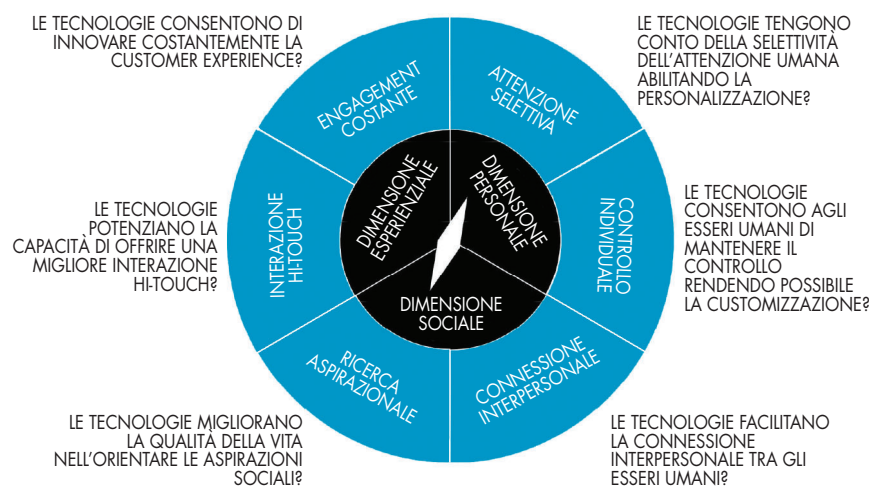 LE TECNOLOGIE CONSENTONO DI
INNOVARE COSTANTEMENTE LA
CUSTOMER EXPERIENCE?
LE TECNOLOGIE TENGONO
CONTO DELLA SELETTIVITÀ
DELL'ATTENZIONE UMANA
ABILITANDO LA
PERSONALIZZAZIONE?
ENGAGEMENT
COSTANTE
ATTENZIONE
SELETTIVA
LE TECNOLOGIE
POTENZIANO LA
CAPACITÀ DI OFFRIRE UNA
MIGLIORE INTERAZIONE
HI-TOUCH?
INTERAZIONE
HI-TOUCH
DIMENSIONE
ESPERIENZIALE
DIMENSIONE
PERSONALE
CONTROLLO
INDIVIDUALE
LE TECNOLOGIE
CONSENTONO AGLI
ESSERI UMANI DI
MANTENERE IL
CONTROLLO
RENDENDO POSSIBILE
LA CUSTOMIZZAZIONE?
DIMENSIONE
SOCIALE
RICERCA
ASPIRAZIONALE
CONNESSIONE
INTERPERSONALE
LE TECNOLOGIE MIGLIORANO
LA QUALITÀ DELLA VITA
NELL'ORIENTARE LE ASPIRAZIONI
SOCIALI?
LE TECNOLOGIE FACILITANO
LA CONNESSIONE
INTERPERSONALE TRA GLI
ESSERI UMANI?